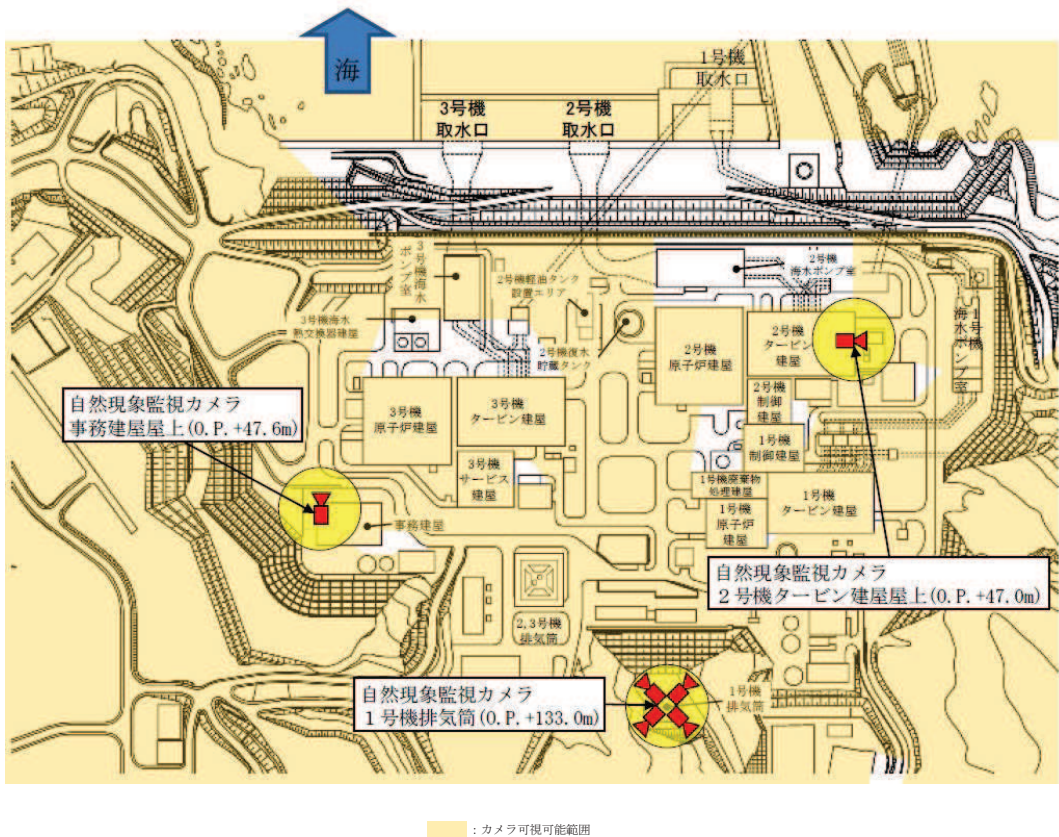 海
1号機
取水口
3号機
取水口
2号機
取水口
3号機海水
ポンプ室
2号機軽油タンク
設置エリア
2号機
海水ポンプ室
3号機海水
熱交換器建屋
2号機復水
貯蔵タンク
1号機
海水ポンプ室
2号機
原子炉建屋
2号機
タービン
建屋
自然現象監視カメラ
事務建屋屋上(O.P.+47.6m)
3号機
原子炉建屋
3号機
タービン建屋
2号機
制御
建屋
1号機
制御建屋
3号機
サービス
建屋
1号機廃棄物
処理建屋
1号機
タービン建屋
1号機
原子炉
建屋
事務建屋
自然現象監視カメラ
２号機タービン建屋屋上(O.P.+47.0m)
2,3号機
排気筒
自然現象監視カメラ
１号機排気筒(O.P.+133.0m)
1号機
排気筒
：カメラ可視可能範囲